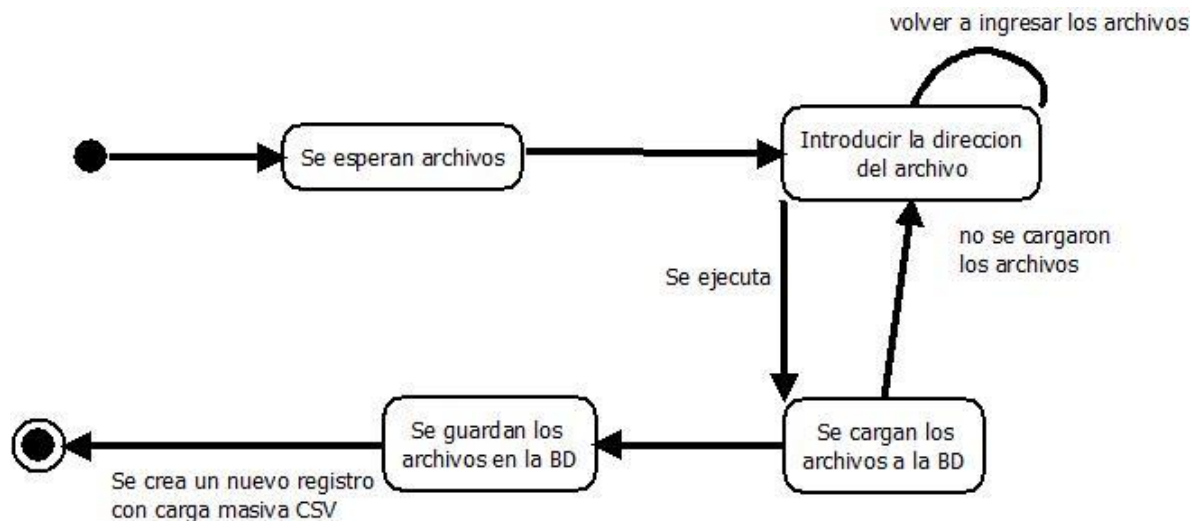 volver a ingresar los archivos
Se esperan archivos
Introducir la direccion
del archivo
no se cargaron
los archivos
Se ejecuta
Se cargan los
archivos a la BD
Se guardan los
archivos en la BD
Se crea un nuevo registro
con carga masiva CSV